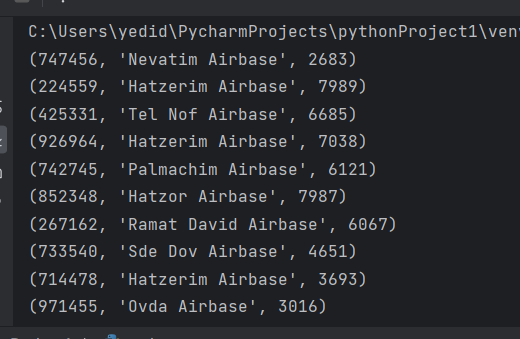 C:\Users\yedid\PycharmProjects\pythonProject1\ven
(747456, 'Nevatim Airbase', 2683)
(224559, 'Hatzerim Airbase', 7989)
(425331, 'Tel Nof Airbase', 6685)
(926964, 'Hatzerim Airbase', 7038)
(742745, 'Palmachim Airbase', 6121)
(852348, 'Hatzor Airbase', 7987)
(267162, 'Ramat David Airbase', 6067)
(733540, 'Sde Dov Airbase', 4651)
(714478, 'Hatzerim Airbase', 3693)
(971455, 'Ovda Airbase', 3016)